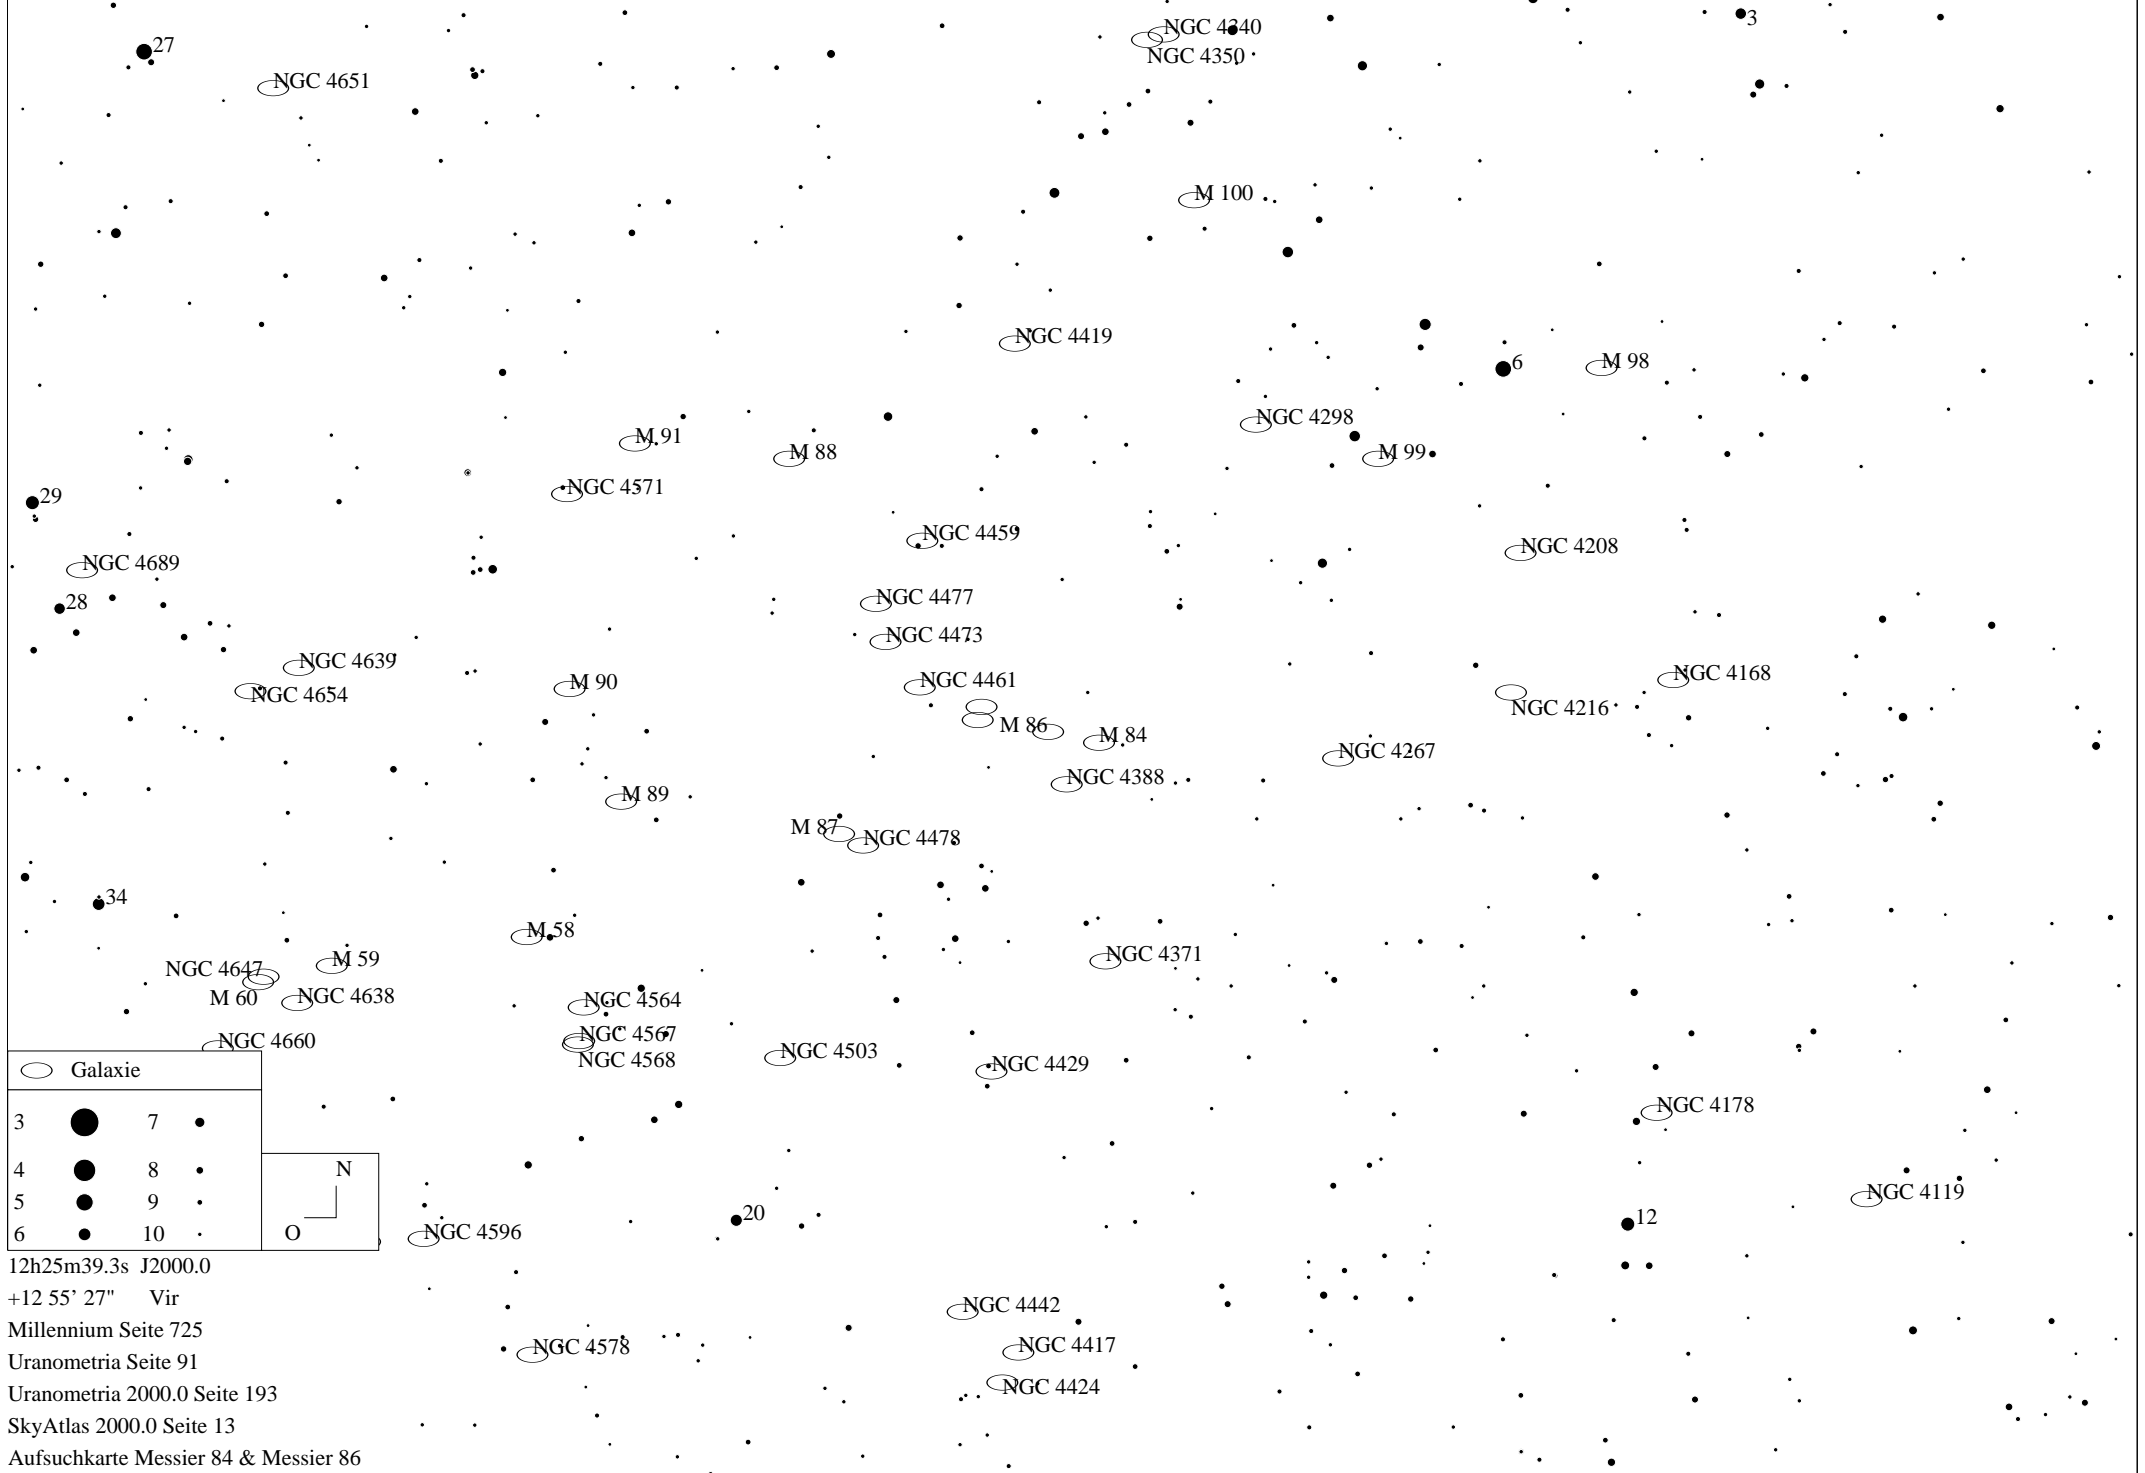 NGC 4340
3
27
NGC 4350
NGC 4651
M 100
NGC 4419
6
M 98
NGC 4298
M 91
M 88
M 99
NGC 4571
29
NGC 4459
NGC 4208
NGC 4689
28
NGC 4477
NGC 4473
NGC 4639
NGC 4461
NGC 4168
M 90
NGC 4654
NGC 4216
M 86
M 84
NGC 4267
NGC 4388
M 89
M 87
NGC 4478
34
M 58
NGC 4371
M 59
NGC 4647
M 60
NGC 4638
NGC 4564
NGC 4567
NGC 4660
NGC 4503
NGC 4568
NGC 4429
Galaxie
NGC 4178
3 7
4 8
5 9
6 10
N
O
NGC 4119
20
12
NGC 4596
12h25m39.3s J2000.0
+12 55' 27" Vir
NGC 4442
Millennium Seite 725
NGC 4578
NGC 4417
Uranometria Seite 91
NGC 4424
Uranometria 2000.0 Seite 193
SkyAtlas 2000.0 Seite 13
Aufsuchkarte Messier 84 & Messier 86